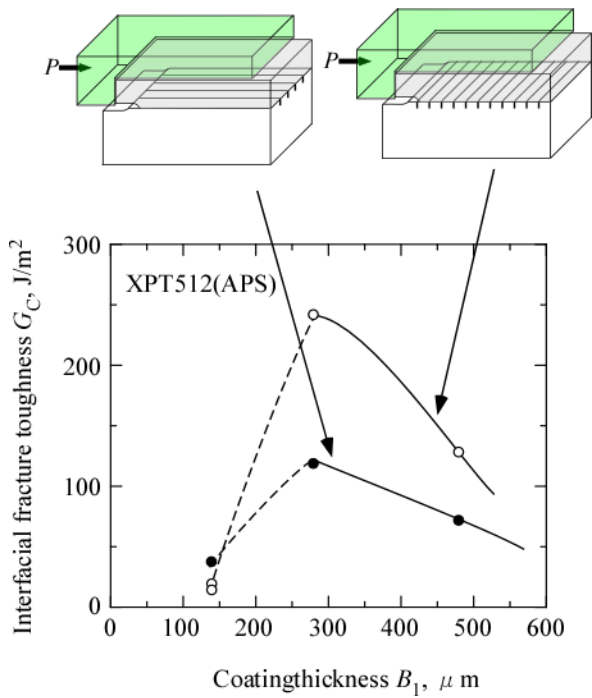 P
P
300
200
100
0
XPT512(APS)
Interfacial fracture toughness G_C, J/m²
0 100 200 300 400 500 600
Coatingthickness B₁, μ m